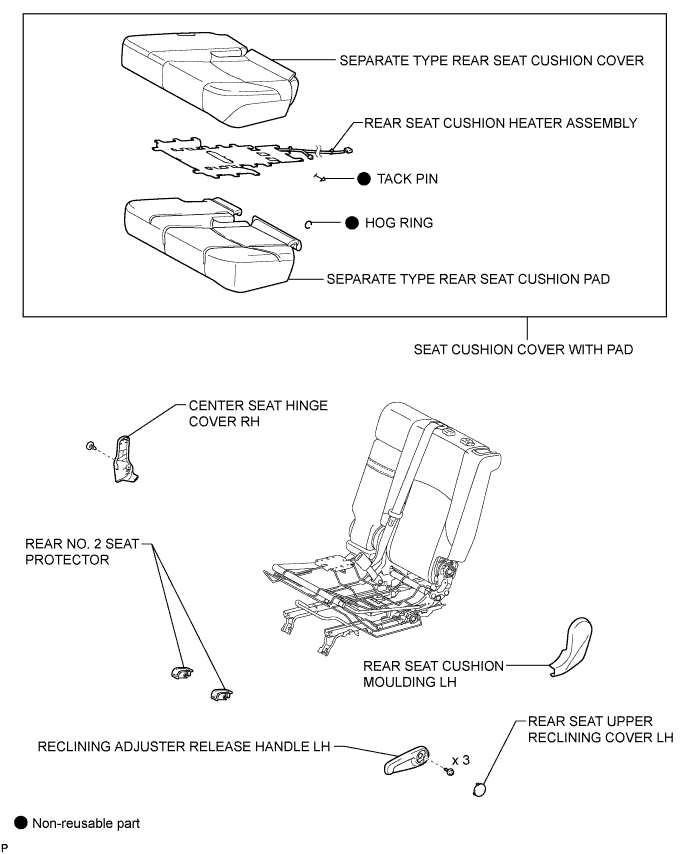 SEPARATE TYPE REAR SEAT CUSHION COVER
REAR SEAT CUSHION HEATER ASSEMBLY
TACK PIN
HOG RING
SEPARATE TYPE REAR SEAT CUSHION PAD
SEAT CUSHION COVER WITH PAD
CENTER SEAT HINGE
COVER RH
REAR NO. 2 SEAT
PROTECTOR
REAR SEAT CUSHION
MOULDING LH
REAR SEAT UPPER
RECLINING COVER LH
RECLINING ADJUSTER RELEASE HANDLE LH
x 3
Non-reusable part
P